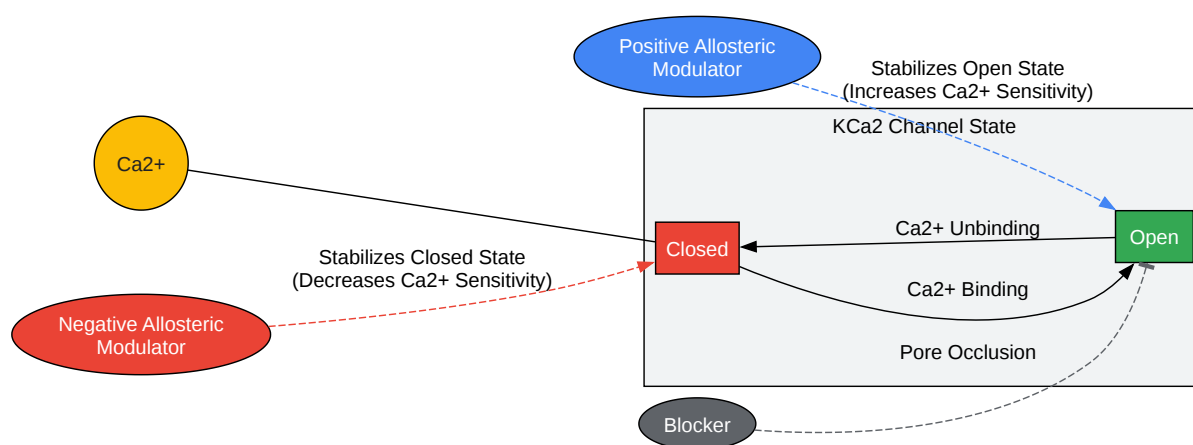 Positive Allosteric
Modulator
Stabilizes Open State
(Increases Ca2+ Sensitivity)
KCa2 Channel State
Ca2+
Closed
Ca2+ Unbinding
Open
Stabilizes Closed State
(Decreases Ca2+ Sensitivity)
Ca2+ Binding
Negative Allosteric
Modulator
Pore Occlusion
Blocker